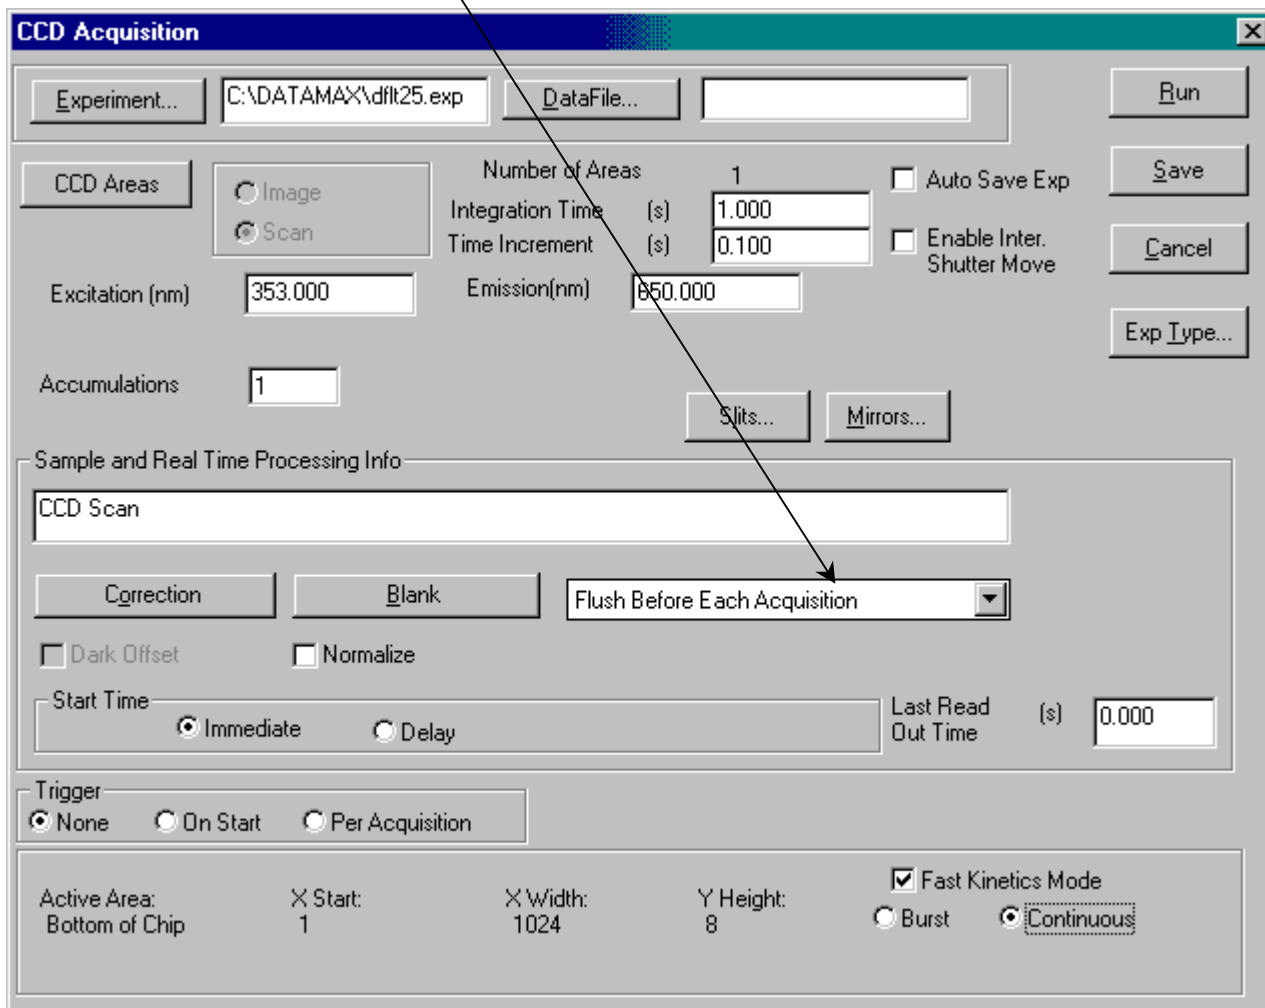 CCD Acquisition
Experiment... C:\DATAMAX\dflt25.exp DataFile... Run
CCD Areas Image Number of Areas 1 Auto Save Exp Save
Scan Integration Time (s) 1.000
Time Increment (s) 0.100 Enable Inter. Shutter Move Cancel
Excitation (nm) 353.000 Emission(nm) 650.000
Exp Type...
Accumulations 1
Slits... Mirrors...
Sample and Real Time Processing Info
CCD Scan
Correction Blank Flush Before Each Acquisition
Dark Offset Normalize
Start Time
Immediate Delay Last Read Out Time (s) 0.000
Trigger
None On Start Per Acquisition
Fast Kinetics Mode
Active Area: X Start: X Width: Y Height:
Bottom of Chip 1 1024 8 Burst Continuous